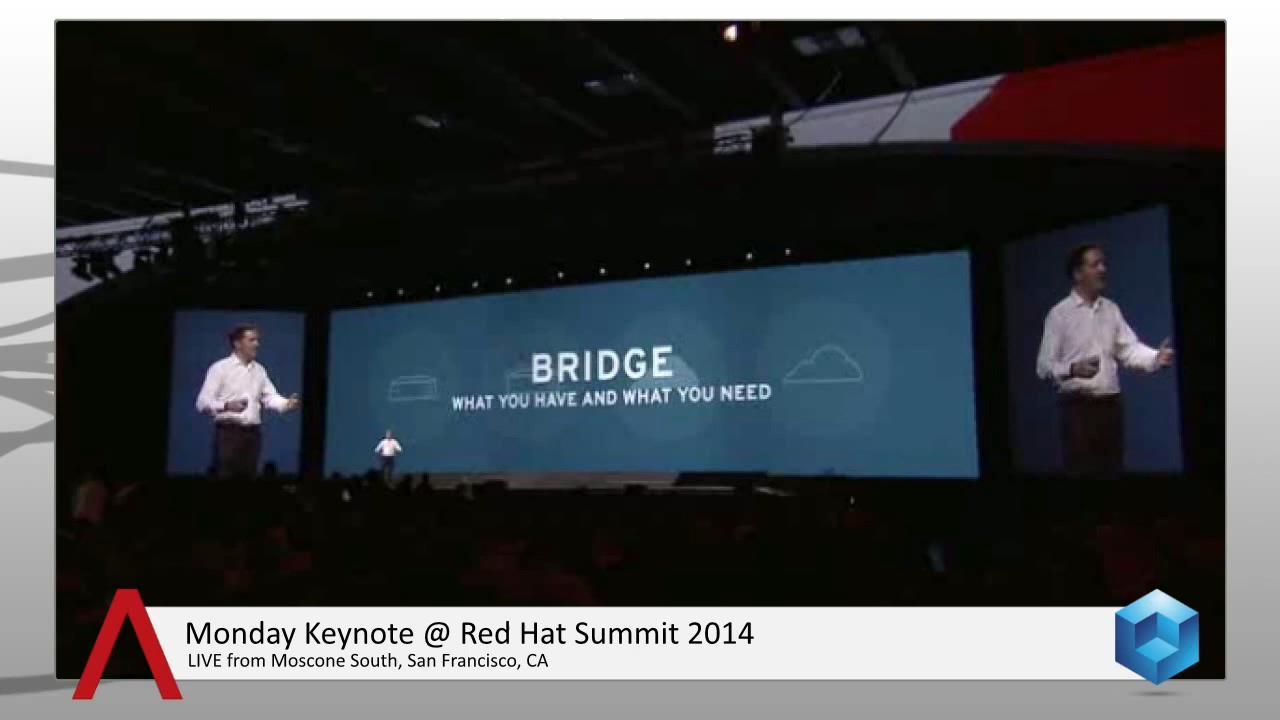 BRIDGE
WHAT YOU HAVE AND WHAT YOU NEED
Monday Keynote @ Red Hat Summit 2014
LIVE from Moscone South, San Francisco, CA